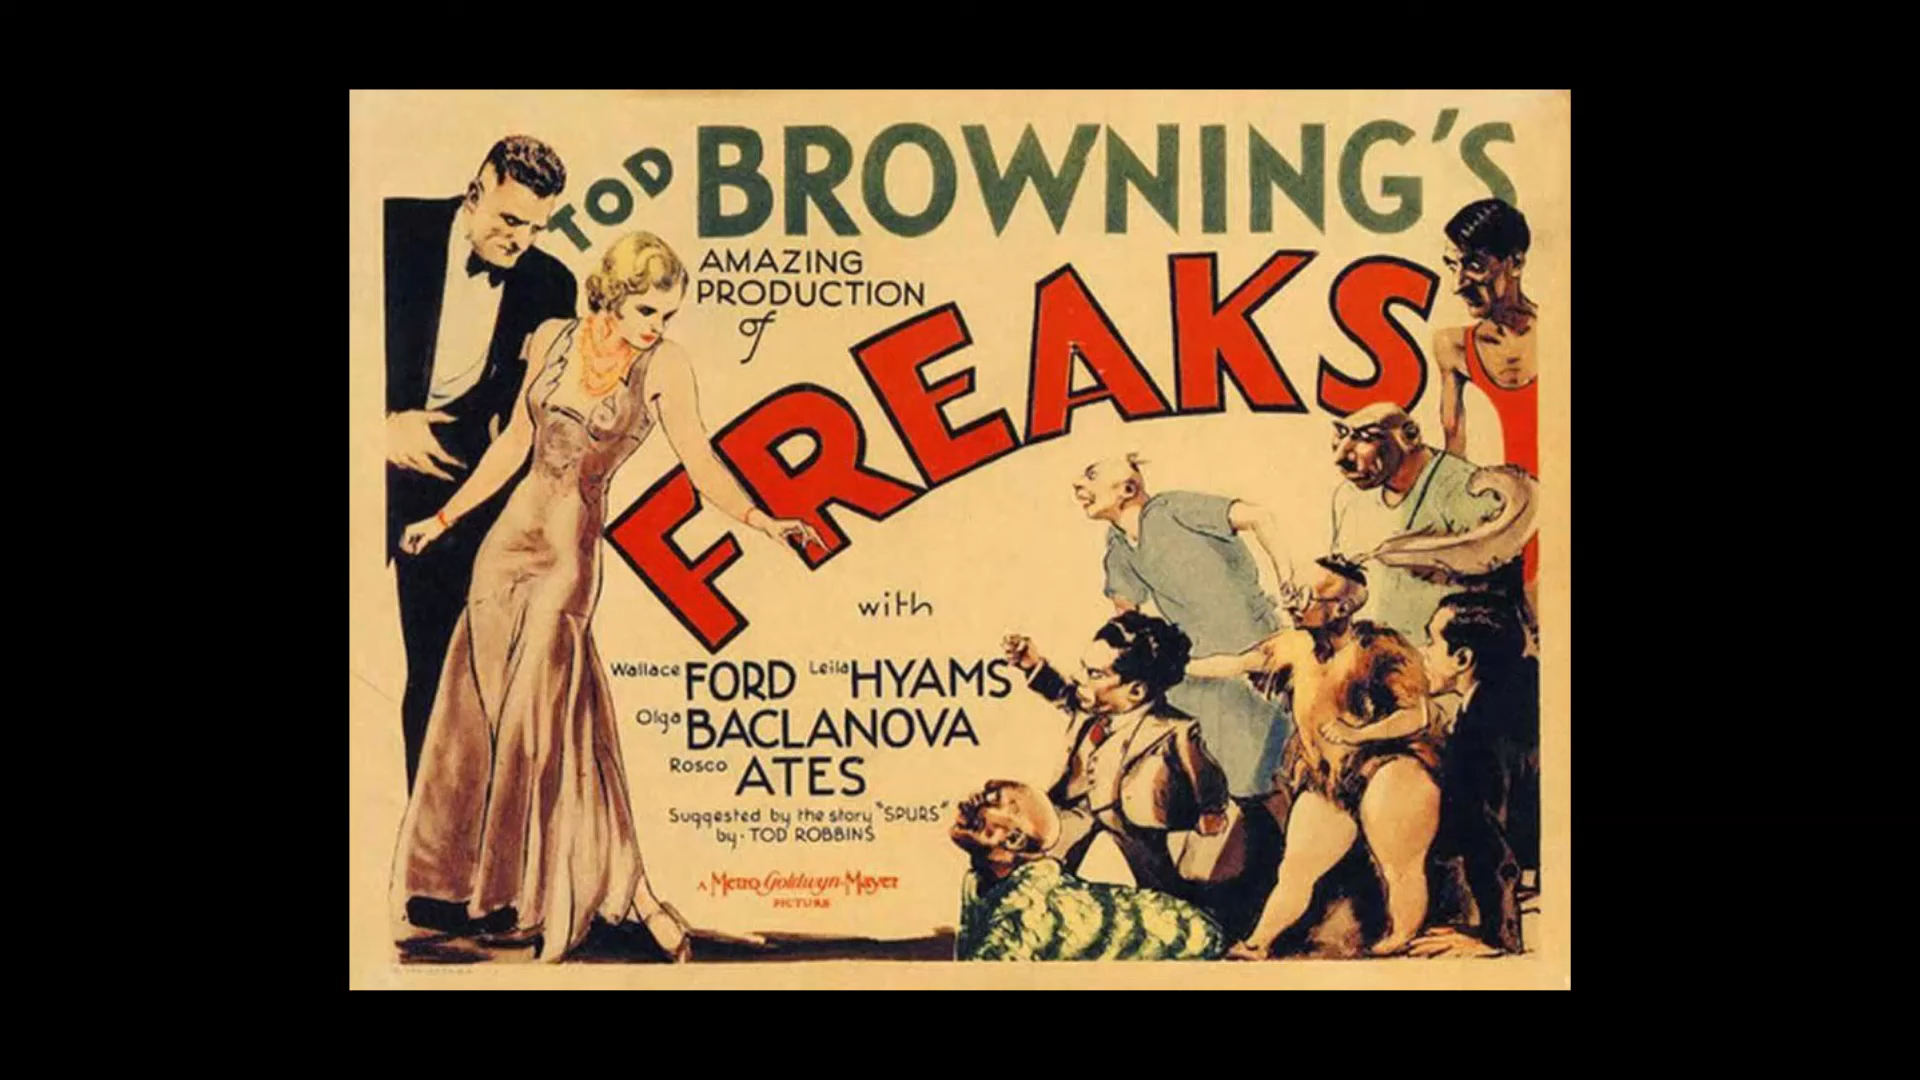 TOD BROWNING'S
AMAZING
PRODUCTION
of
FREAKS
with
Wallace FORD Leila HYAMS
Olga BACLANOVA
Rosco ATES
Suggested by the story "SPURS"
by · TOD ROBBINS
A Metro-Goldwyn-Mayer
PICTURE